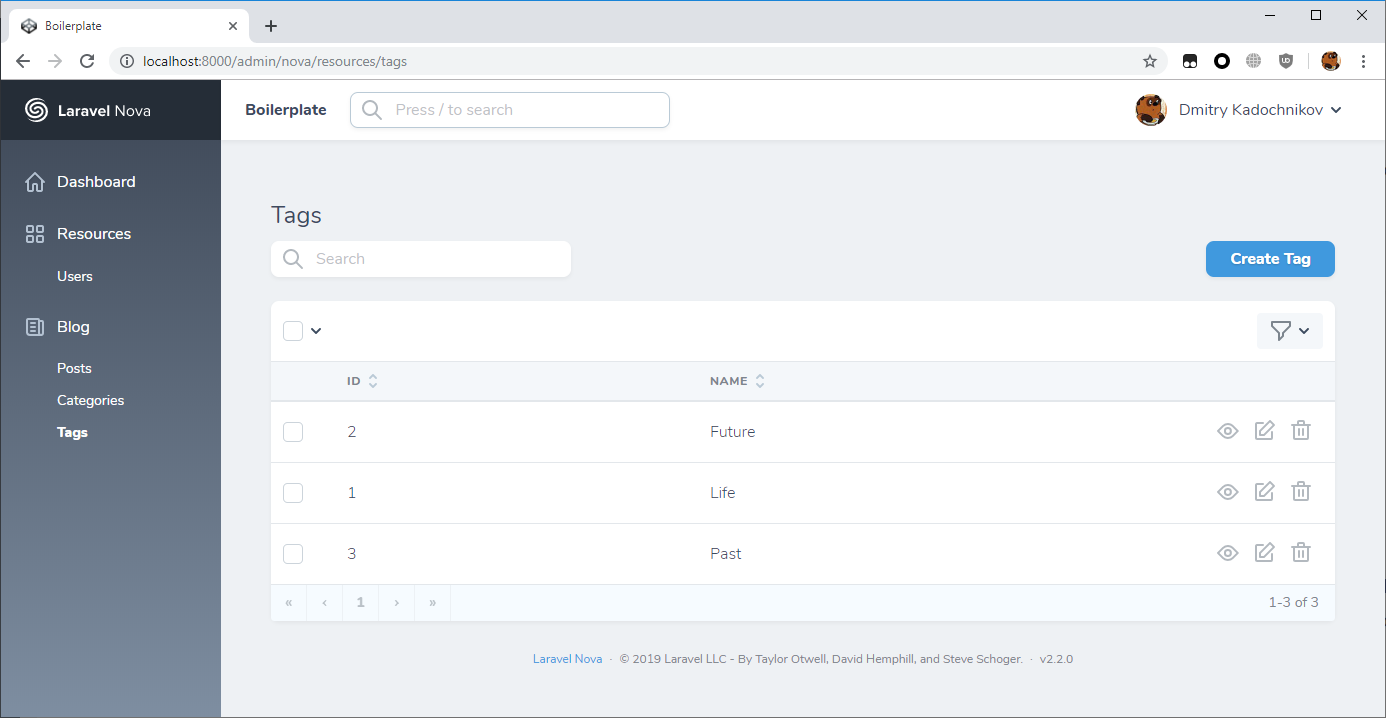 Boilerplate
localhost:8000/admin/nova/resources/tags
UD
Laravel Nova
Boilerplate
Press / to search
Dmitry Kadochnikov
Dashboard
Resources
Users
Blog
Posts
Categories
Tags
Tags
Search
Create Tag
ID NAME
2 Future
1 Life
3 Past
« ‹ 1 › »
1-3 of 3
Laravel Nova · © 2019 Laravel LLC - By Taylor Otwell, David Hemphill, and Steve Schoger. · v2.2.0